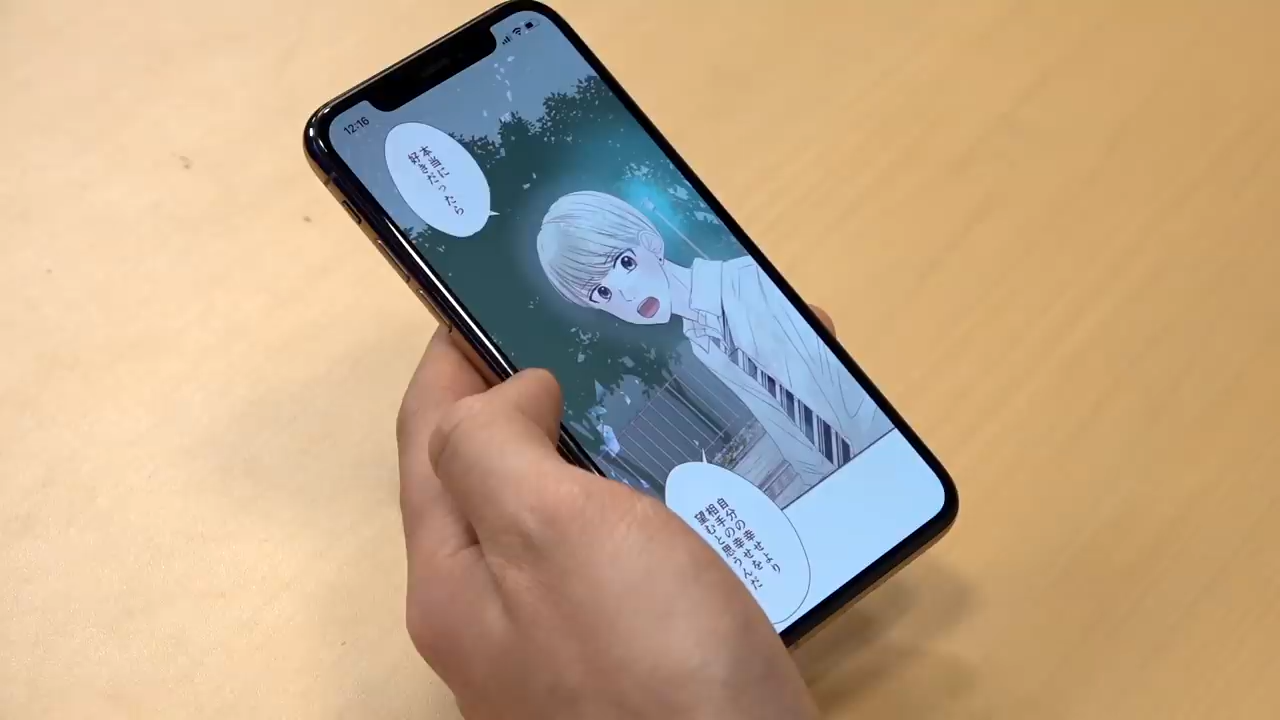 12:16
本当に
好きだったら
自分の幸せより
相手の幸せを
望むと思うんだ